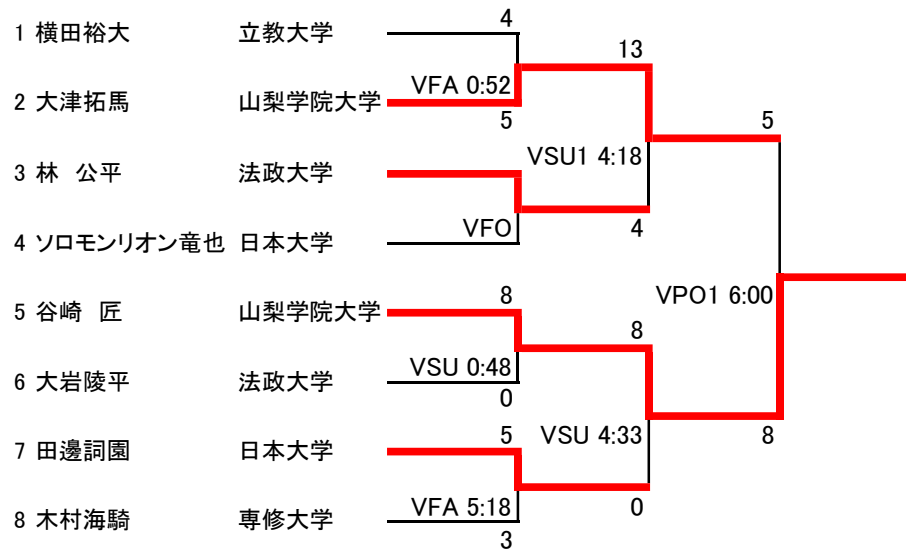 4
1 横田裕大 立教大学
13
2 大津拓馬 山梨学院大学 VFA 0:52
5
5
VSU1 4:18
3 林 公平 法政大学
4
4 ソロモンリオン竜也 日本大学 VFO
8
VPO1 6:00
5 谷崎 匠 山梨学院大学
8
VSU 0:48
6 大岩陵平 法政大学
0
5
VSU 4:33
8
7 田邊詞園 日本大学
VFA 5:18
0
8 木村海騎 専修大学
3